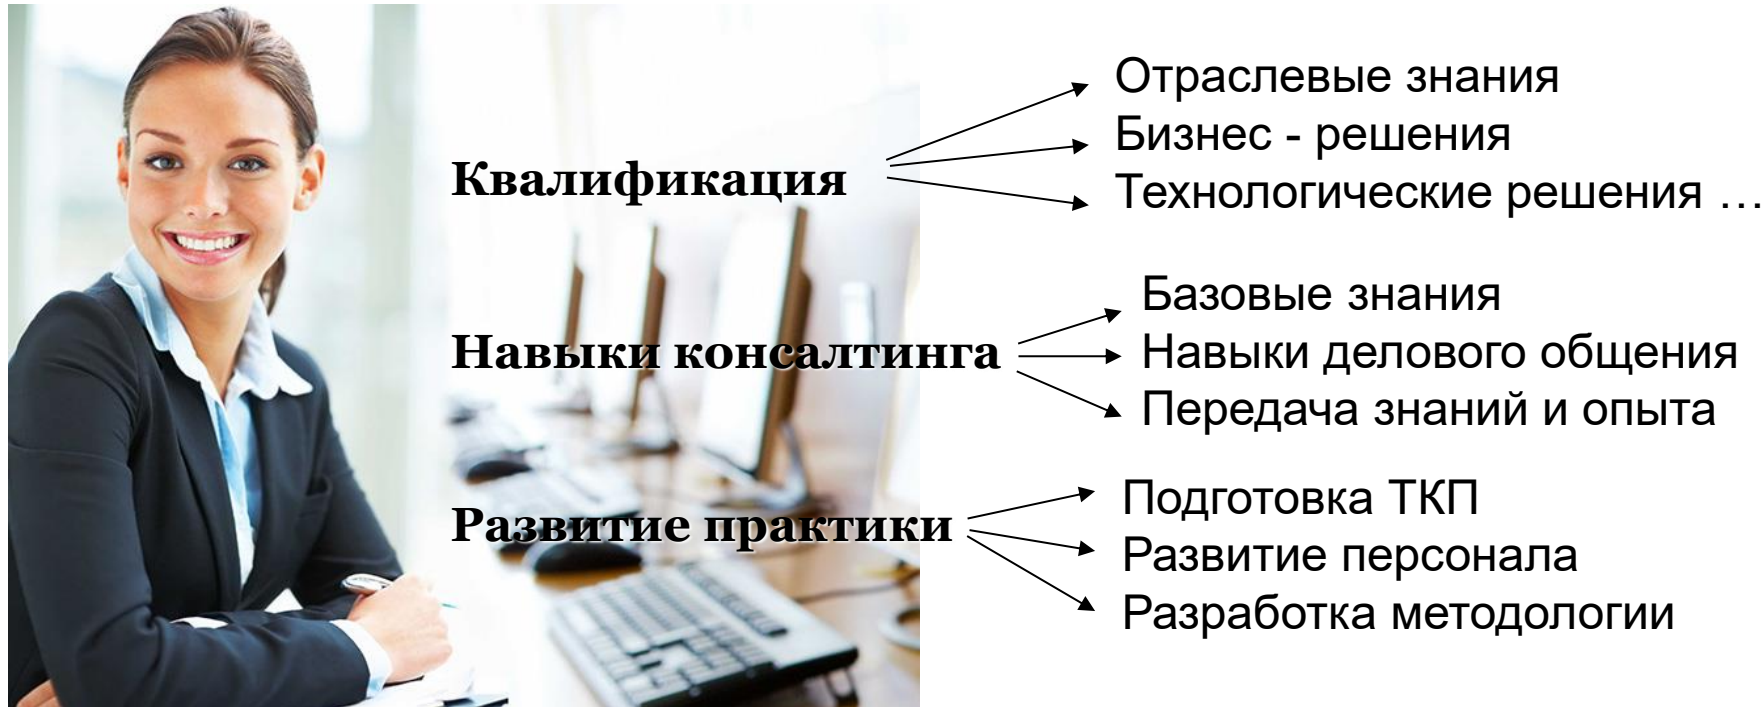 Квалификация
Отраслевые знания
Бизнес - решения
Технологические решения …
Навыки консалтинга
Базовые знания
Навыки делового общения
Передача знаний и опыта
Развитие практики
Подготовка ТКП
Развитие персонала
Разработка методологии